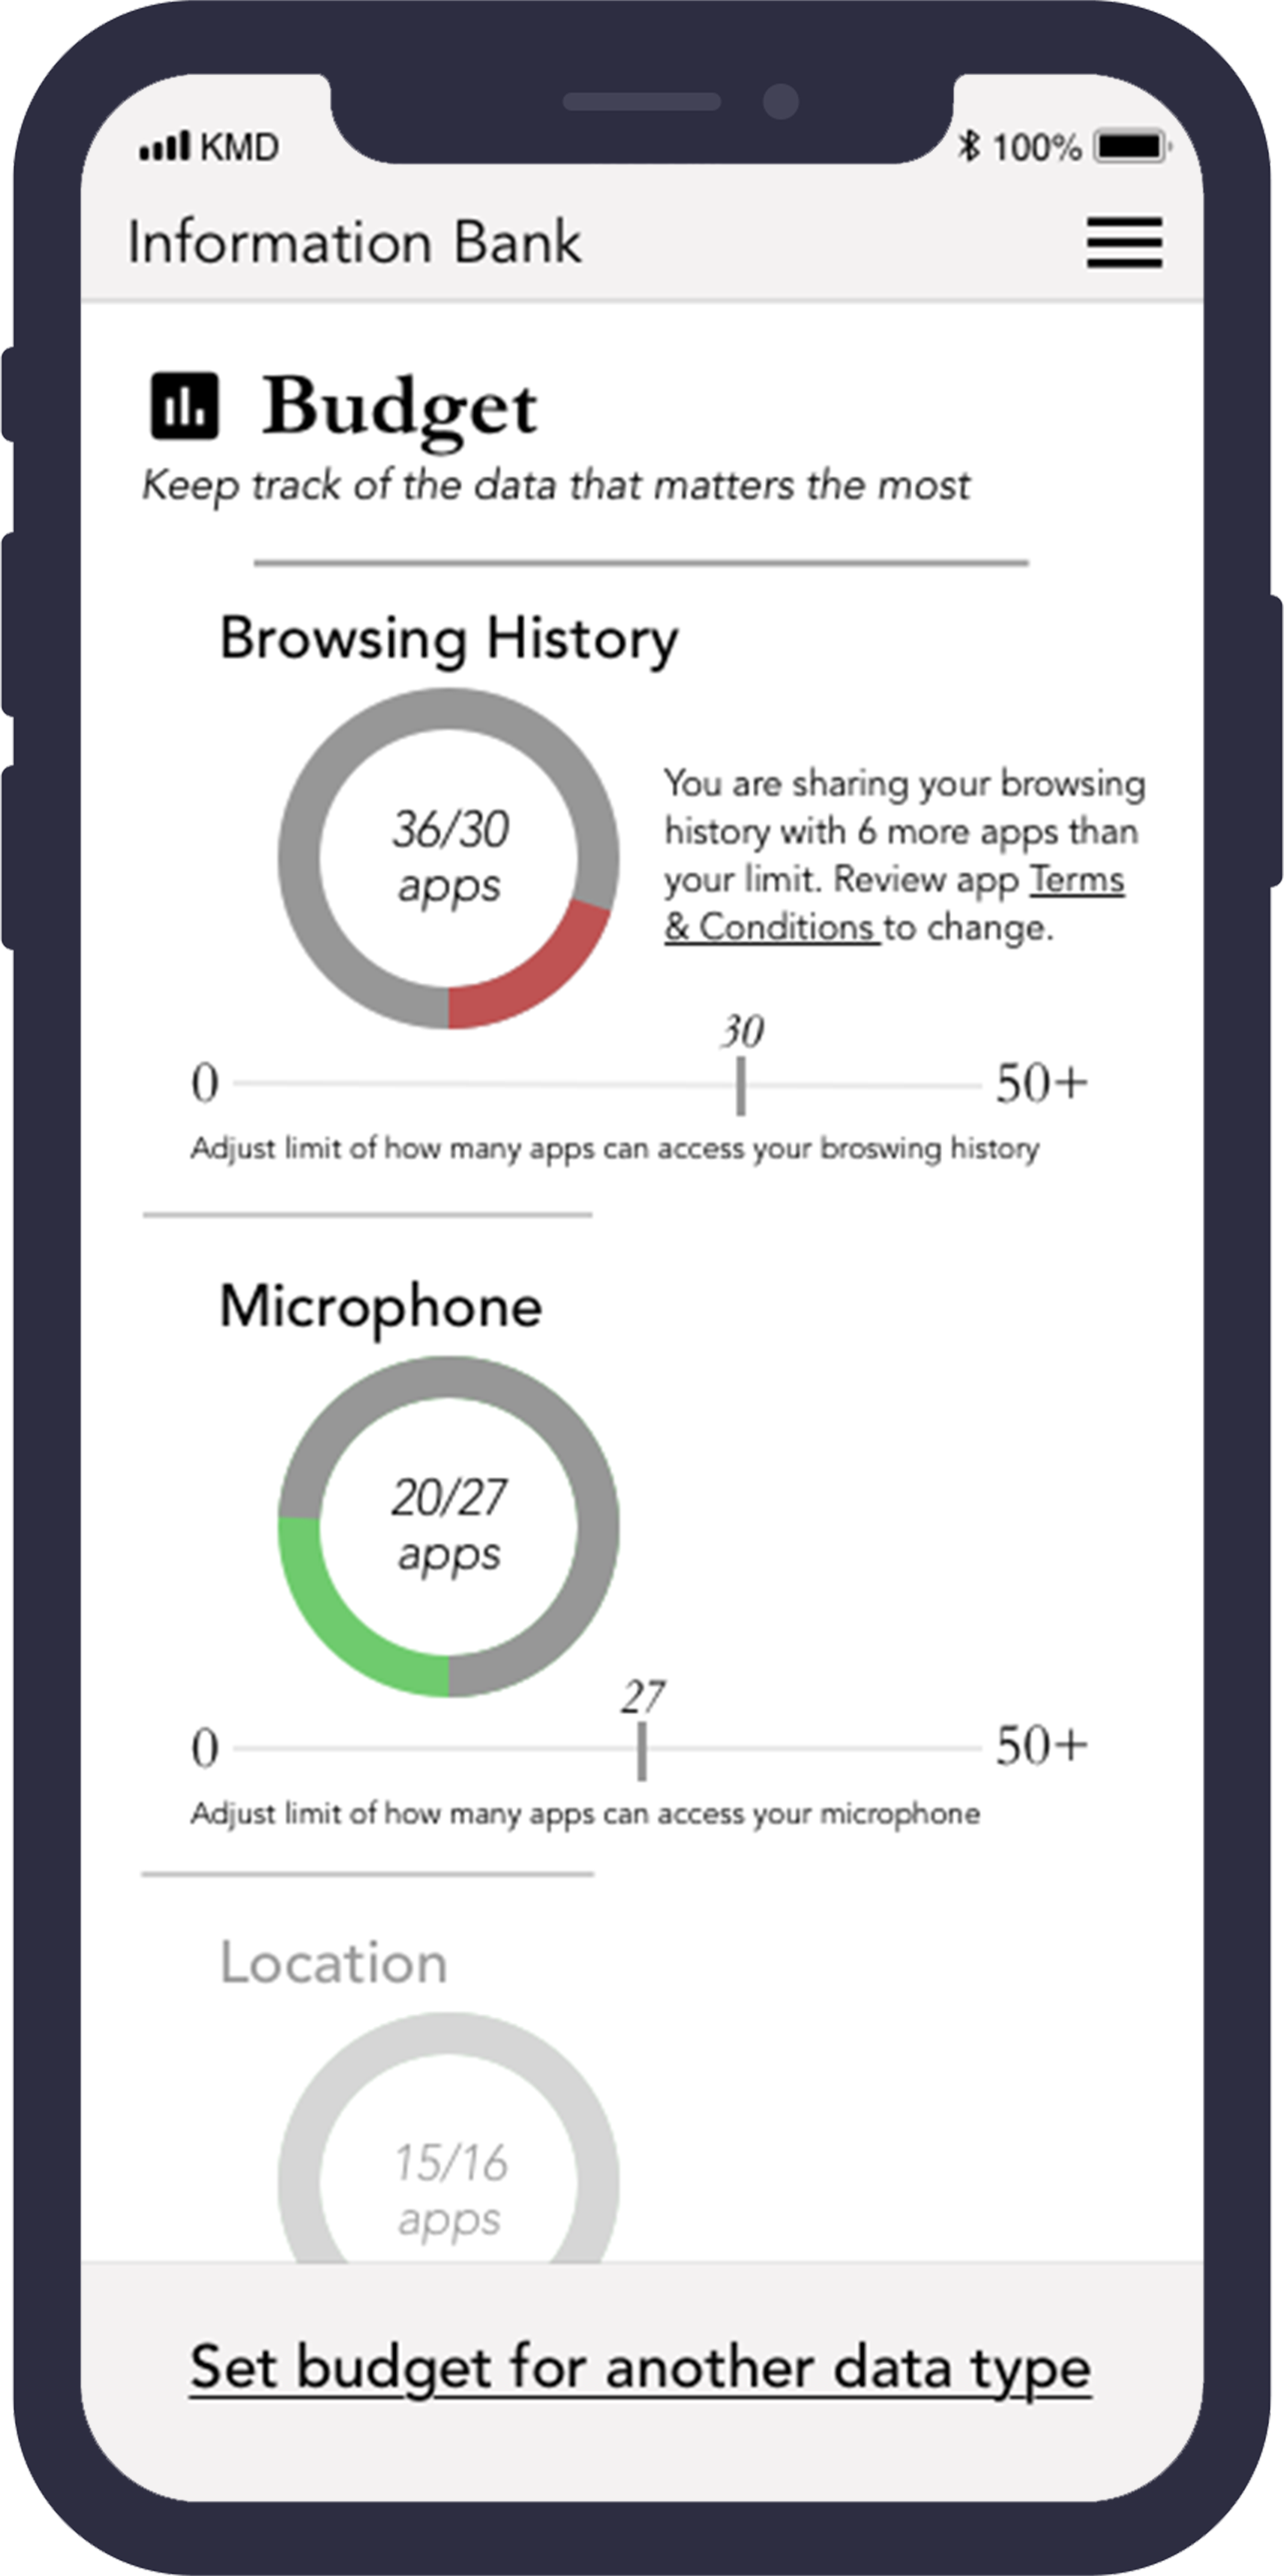 KMD
100%
Information Bank
Budget
Keep track of the data that matters the most
Browsing History
36/30
apps
You are sharing your browsing
history with 6 more apps than
your limit. Review app Terms
& Conditions to change.
30
0
50+
Adjust limit of how many apps can access your broswing history
Microphone
20/27
apps
27
0
50+
Adjust limit of how many apps can access your microphone
Location
15/16
apps
Set budget for another data type